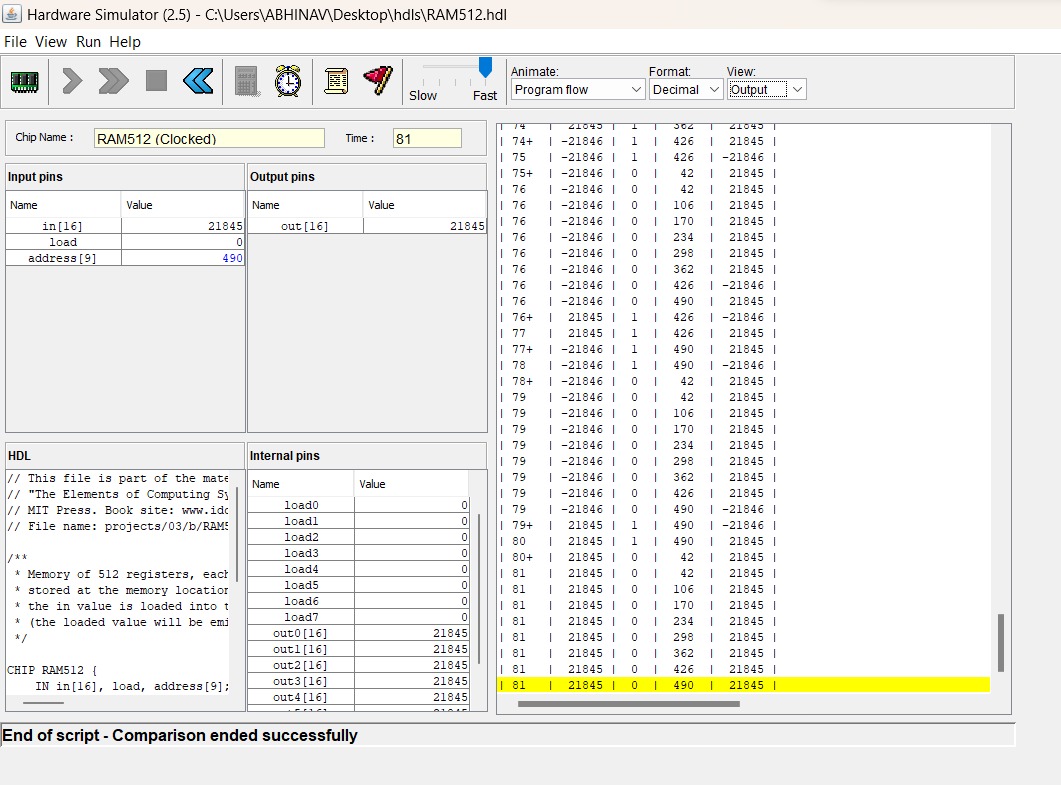 Hardware Simulator (2.5) - C:\Users\ABHINAV\Desktop\hdls\RAM512.hdl
File View Run Help
Slow Fast
Animate: Format: View:
Program flow Decimal Output
Chip Name : RAM512 (Clocked) Time : 81
Input pins
Name Value
in[16] 21845
load 0
address[9] 490
Output pins
Name Value
out[16] 21845
HDL
// This file is part of the mate
// "The Elements of Computing Sy
// MIT Press. Book site: www.idc
// File name: projects/03/b/RAM5
/**
* Memory of 512 registers, each
* stored at the memory location
* the in value is loaded into t
* (the loaded value will be emi
*/
CHIP RAM512 {
IN in[16], load, address[9];
Internal pins
Name Value
load0 0
load1 0
load2 0
load3 0
load4 0
load5 0
load6 0
load7 0
out0[16] 21845
out1[16] 21845
out2[16] 21845
out3[16] 21845
out4[16] 21845
| 74 | 21845 | 1 | 362 | 21845 |
| 74+ | -21846 | 1 | 426 | 21845 |
| 75 | -21846 | 1 | 426 | -21846 |
| 75+ | -21846 | 0 | 42 | 21845 |
| 76 | -21846 | 0 | 42 | 21845 |
| 76 | -21846 | 0 | 106 | 21845 |
| 76 | -21846 | 0 | 170 | 21845 |
| 76 | -21846 | 0 | 234 | 21845 |
| 76 | -21846 | 0 | 298 | 21845 |
| 76 | -21846 | 0 | 362 | 21845 |
| 76 | -21846 | 0 | 426 | -21846 |
| 76 | -21846 | 0 | 490 | 21845 |
| 76+ | 21845 | 1 | 426 | -21846 |
| 77 | 21845 | 1 | 426 | 21845 |
| 77+ | -21846 | 1 | 490 | 21845 |
| 78 | -21846 | 1 | 490 | -21846 |
| 78+ | -21846 | 0 | 42 | 21845 |
| 79 | -21846 | 0 | 42 | 21845 |
| 79 | -21846 | 0 | 106 | 21845 |
| 79 | -21846 | 0 | 170 | 21845 |
| 79 | -21846 | 0 | 234 | 21845 |
| 79 | -21846 | 0 | 298 | 21845 |
| 79 | -21846 | 0 | 362 | 21845 |
| 79 | -21846 | 0 | 426 | 21845 |
| 79 | -21846 | 0 | 490 | -21846 |
| 79+ | 21845 | 1 | 490 | -21846 |
| 80 | 21845 | 1 | 490 | 21845 |
| 80+ | 21845 | 0 | 42 | 21845 |
| 81 | 21845 | 0 | 42 | 21845 |
| 81 | 21845 | 0 | 106 | 21845 |
| 81 | 21845 | 0 | 170 | 21845 |
| 81 | 21845 | 0 | 234 | 21845 |
| 81 | 21845 | 0 | 298 | 21845 |
| 81 | 21845 | 0 | 362 | 21845 |
| 81 | 21845 | 0 | 426 | 21845 |
| 81 | 21845 | 0 | 490 | 21845 |
End of script - Comparison ended successfully